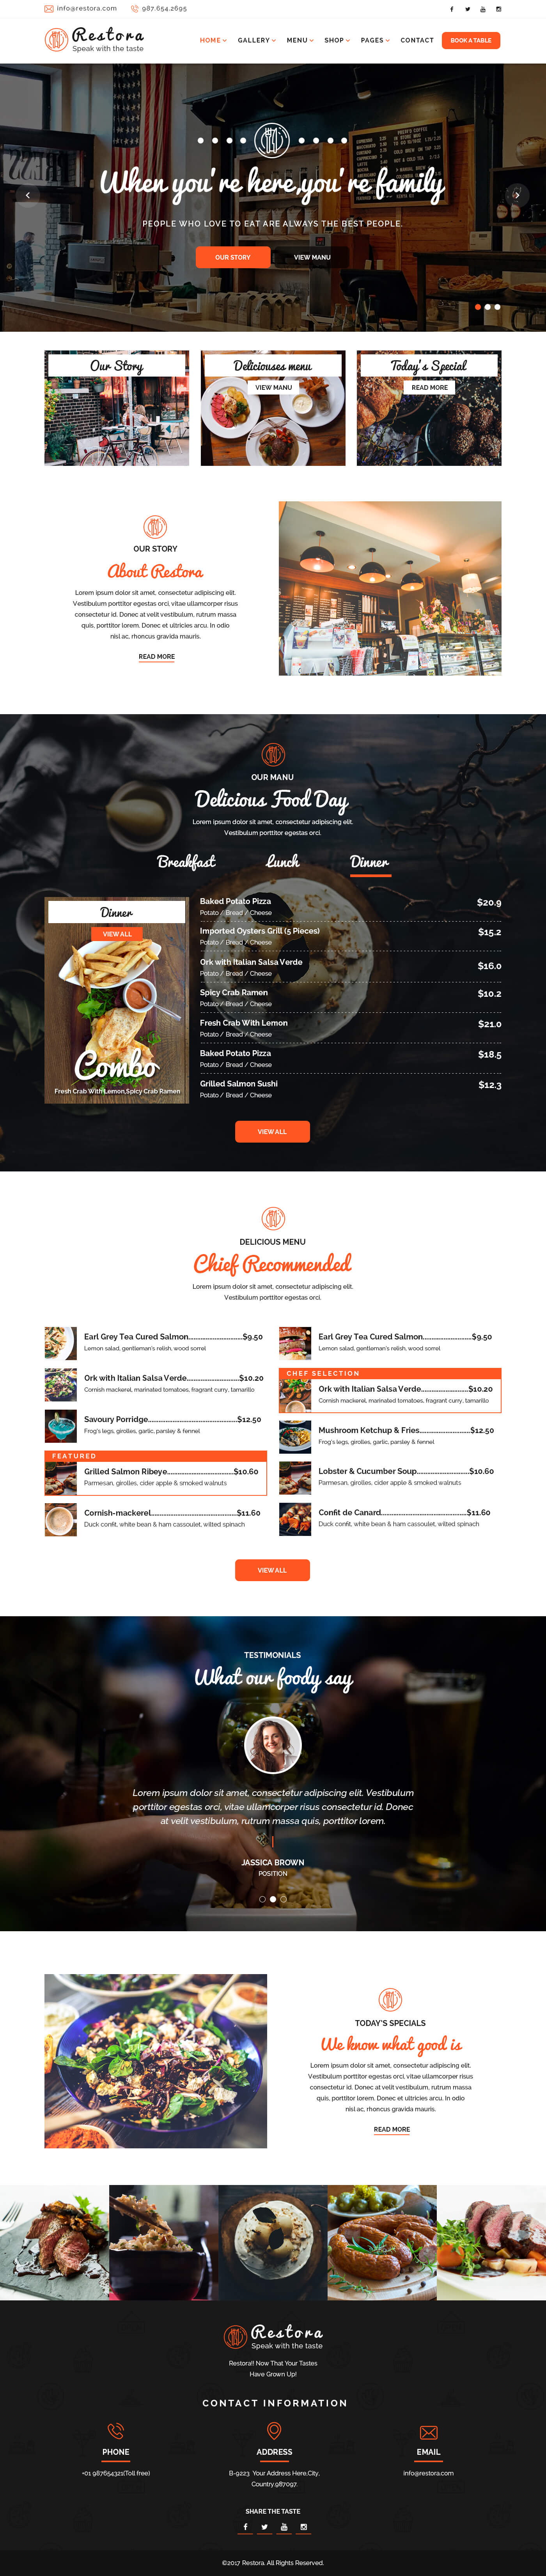 info@restora.com 987.654.2695
Restora
Speak with the taste
HOME GALLERY MENU SHOP PAGES CONTACT BOOK A TABLE
When you're here,you're family
PEOPLE WHO LOVE TO EAT ARE ALWAYS THE BEST PEOPLE.
OUR STORY VIEW MANU
Our Story
Deliciouses menu
VIEW MANU
Today's Special
READ MORE
OUR STORY
About Restora
Lorem ipsum dolor sit amet, consectetur adipiscing elit.
Vestibulum porttitor egestas orci, vitae ullamcorper risus
consectetur id. Donec at velit vestibulum, rutrum massa
quis, porttitor lorem. Donec et ultricies arcu. In odio
nisl ac, rhoncus gravida mauris.
READ MORE
OUR MANU
Delicious Food Day
Lorem ipsum dolor sit amet, consectetur adipiscing elit.
Vestibulum porttitor egestas orci.
Breakfast Lunch Dinner
Dinner
VIEW ALL
Combo
Fresh Crab With Lemon,Spicy Crab Ramen
Baked Potato Pizza $20.9
Potato / Bread / Cheese
Imported Oysters Grill (5 Pieces) $15.2
Potato / Bread / Cheese
Ork with Italian Salsa Verde $16.0
Potato / Bread / Cheese
Spicy Crab Ramen $10.2
Potato / Bread / Cheese
Fresh Crab With Lemon $21.0
Potato / Bread / Cheese
Baked Potato Pizza $18.5
Potato / Bread / Cheese
Grilled Salmon Sushi $12.3
Potato / Bread / Cheese
VIEW ALL
DELICIOUS MENU
Chief Recommended
Lorem ipsum dolor sit amet, consectetur adipiscing elit.
Vestibulum porttitor egestas orci.
Earl Grey Tea Cured Salmon...............................$9.50
Lemon salad, gentleman's relish, wood sorrel
Ork with Italian Salsa Verde..............................$10.20
Cornish mackerel, marinated tomatoes, fragrant curry, tamarillo
Savoury Porridge...................................................$12.50
Frog's legs, girolles, garlic, parsley & fennel
FEATURED
Grilled Salmon Ribeye......................................$10.60
Parmesan, girolles, cider apple & smoked walnuts
Cornish-mackerel.................................................$11.60
Duck confit, white bean & ham cassoulet, wilted spinach
Earl Grey Tea Cured Salmon............................$9.50
Lemon salad, gentleman's relish, wood sorrel
CHEF SELECTION
Ork with Italian Salsa Verde...........................$10.20
Cornish mackerel, marinated tomatoes, fragrant curry, tamarillo
Mushroom Ketchup & Fries.............................$12.50
Frog's legs, girolles, garlic, parsley & fennel
Lobster & Cucumber Soup..............................$10.60
Parmesan, girolles, cider apple & smoked walnuts
Confit de Canard.................................................$11.60
Duck confit, white bean & ham cassoulet, wilted spinach
VIEW ALL
TESTIMONIALS
What our foody say
Lorem ipsum dolor sit amet, consectetur adipiscing elit. Vestibulum
porttitor egestas orci, vitae ullamcorper risus consectetur id. Donec
at velit vestibulum, rutrum massa quis, porttitor lorem.
JASSICA BROWN
POSITION
TODAY'S SPECIALS
We know what good is
Lorem ipsum dolor sit amet, consectetur adipiscing elit.
Vestibulum porttitor egestas orci, vitae ullamcorper risus
consectetur id. Donec at velit vestibulum, rutrum massa
quis, porttitor lorem. Donec et ultricies arcu. In odio
nisl ac, rhoncus gravida mauris.
READ MORE
Restora
Speak with the taste
Restora!! Now That Your Tastes
Have Grown Up!
CONTACT INFORMATION
PHONE
+01 987654321(Toll free)
ADDRESS
B-9223 Your Address Here,City,
Country.987097.
EMAIL
info@restora.com
SHARE THE TASTE
©2017 Restora. All Rights Reserved.